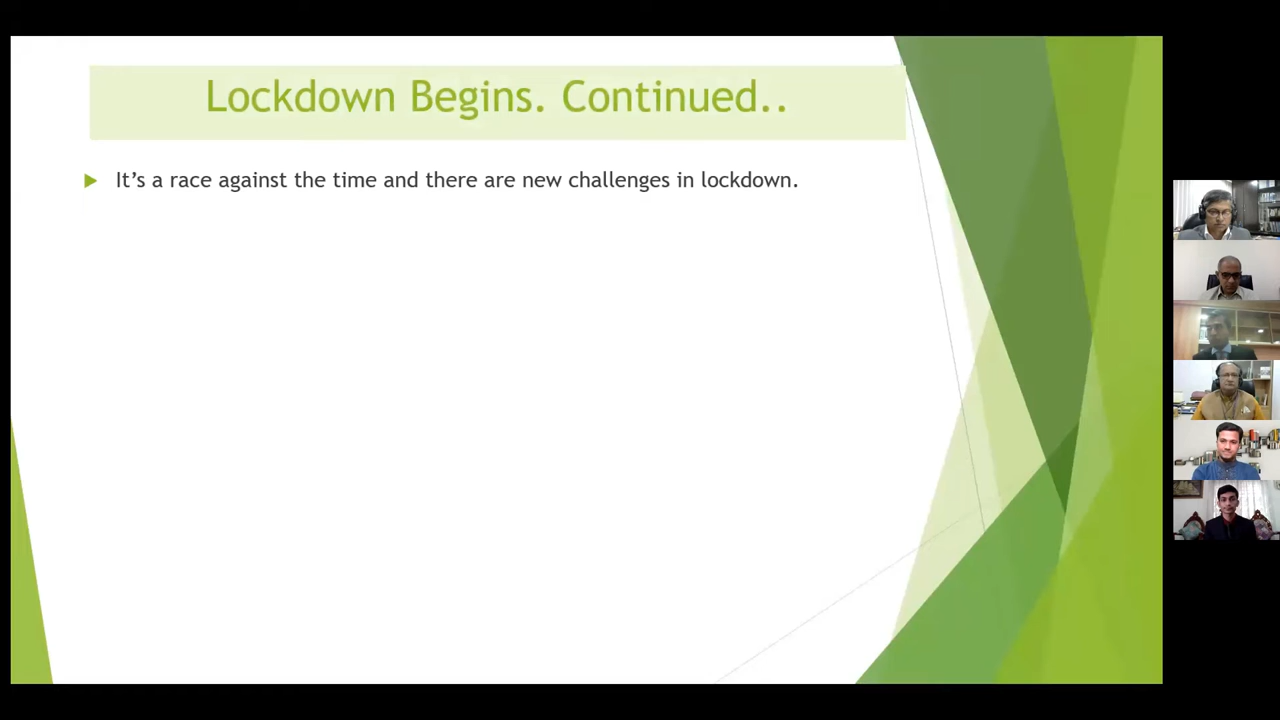 Lockdown Begins. Continued..
It’s a race against the time and there are new challenges in lockdown.